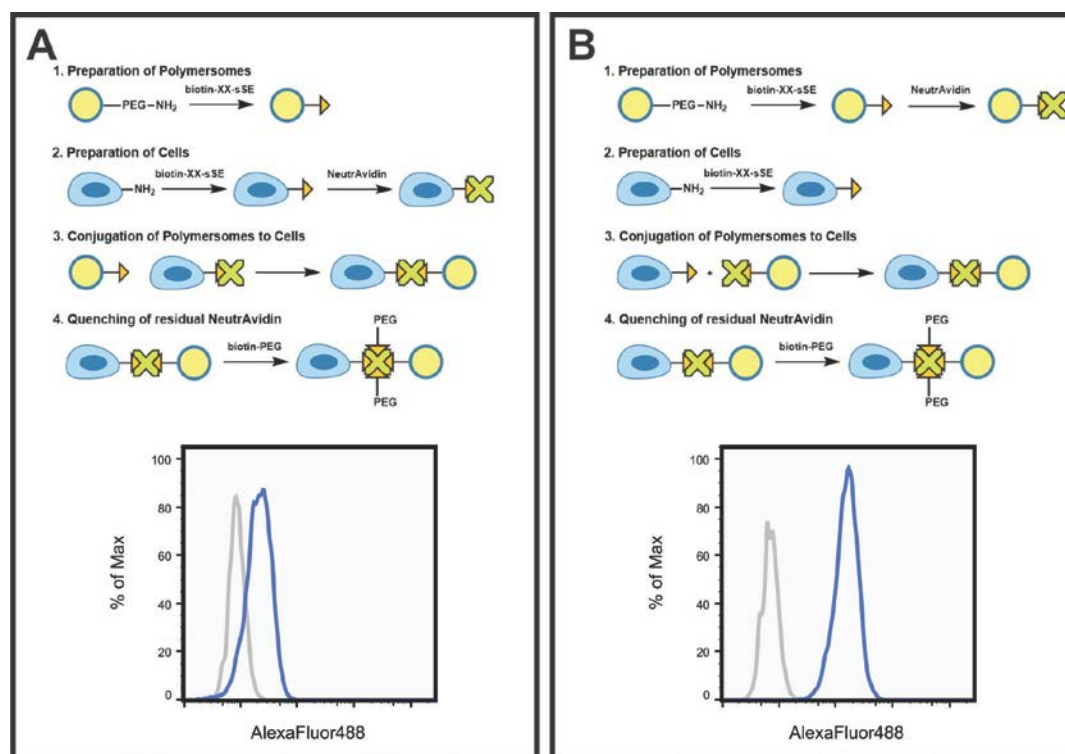 A
1. Preparation of Polymersomes
biotin-XX-sSE
PEG–NH2
2. Preparation of Cells
biotin-XX-sSE
NeutrAvidin
NH2
3. Conjugation of Polymersomes to Cells
4. Quenching of residual NeutrAvidin
PEG
biotin-PEG
PEG
100
80
60
40
20
0
% of Max
AlexaFluor488
B
1. Preparation of Polymersomes
biotin-XX-sSE
NeutrAvidin
PEG–NH2
2. Preparation of Cells
biotin-XX-sSE
NH2
3. Conjugation of Polymersomes to Cells
+
4. Quenching of residual NeutrAvidin
PEG
biotin-PEG
PEG
100
80
60
40
20
0
% of Max
AlexaFluor488